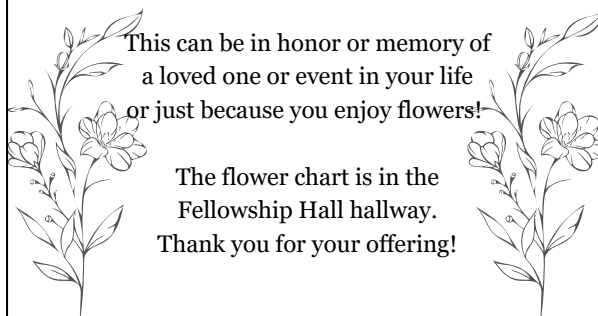 This can be in honor or memory of
a loved one or event in your life
or just because you enjoy flowers!
The flower chart is in the
Fellowship Hall hallway.
Thank you for your offering!